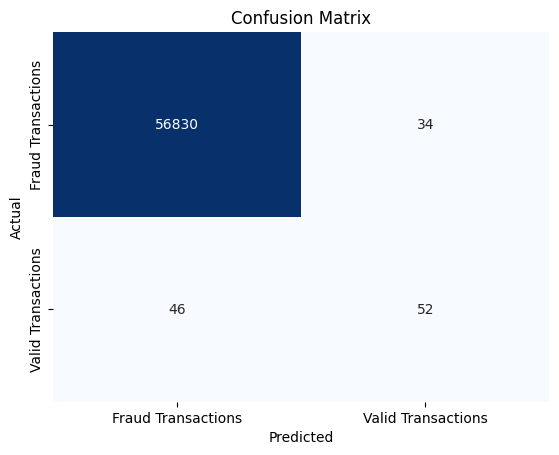 Confusion Matrix
Actual
Fraud Transactions
56830
34
Valid Transactions
46
52
Fraud Transactions
Valid Transactions
Predicted